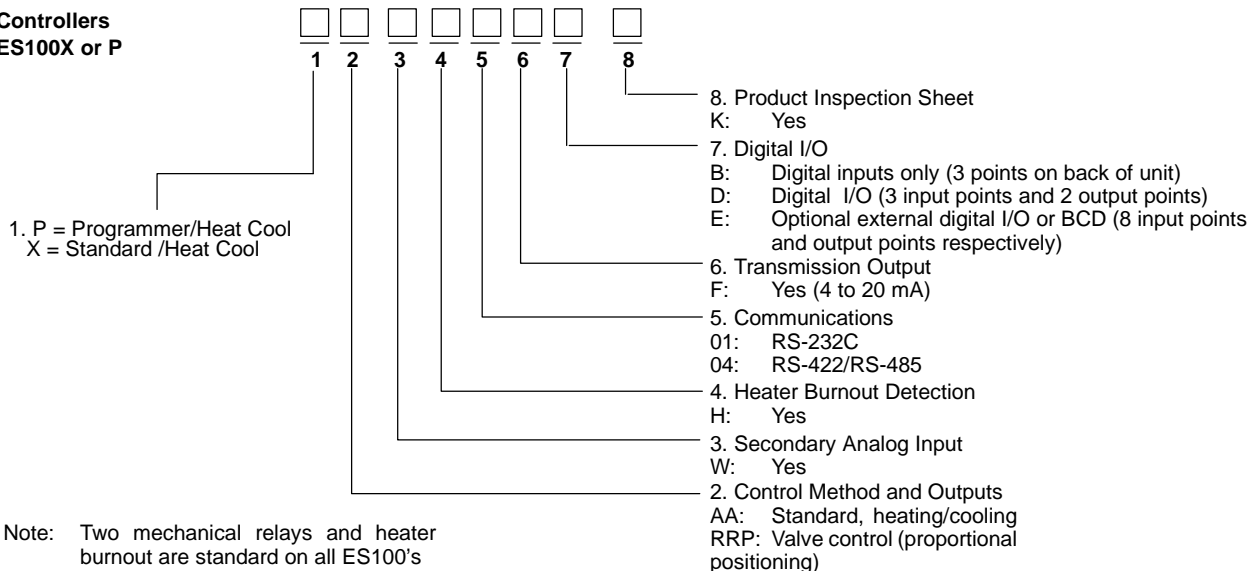 Controllers
ES100X or P
1 2 3 4 5 6 7 8
8. Product Inspection Sheet
K: Yes
7. Digital I/O
B: Digital inputs only (3 points on back of unit)
D: Digital I/O (3 input points and 2 output points)
E: Optional external digital I/O or BCD (8 input points
and output points respectively)
6. Transmission Output
F: Yes (4 to 20 mA)
5. Communications
01: RS-232C
04: RS-422/RS-485
4. Heater Burnout Detection
H: Yes
3. Secondary Analog Input
W: Yes
2. Control Method and Outputs
AA: Standard, heating/cooling
RRP: Valve control (proportional
positioning)
1. P = Programmer/Heat Cool
X = Standard /Heat Cool
Note: Two mechanical relays and heater
burnout are standard on all ES100's